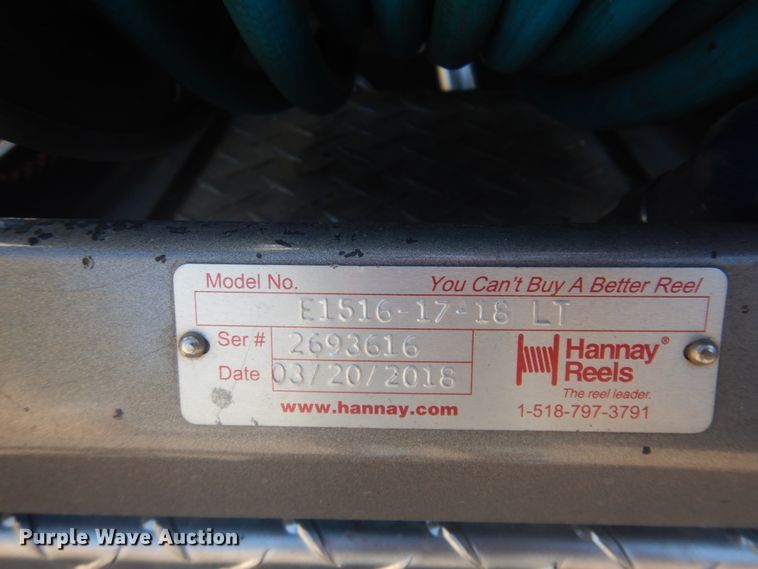 Model No. You Can't Buy A Better Reel
E1516-17-18 LT
Ser # 2693616
Date 03/20/2018
Hannay®
Reels
The reel leader.
www.hannay.com 1-518-797-3791
Purple Wave Auction